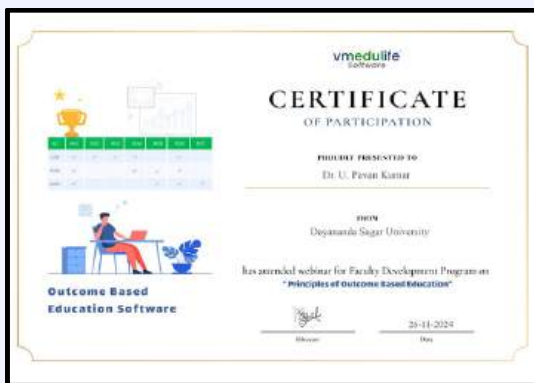 vmedulife
Software
CERTIFICATE
OF PARTICIPATION
PROUDLY PRESENTED TO
Dr. U. Pavan Kumar
FROM
Dayananda Sagar University
has attended webinar for Faculty Development Program on
"Principles of Outcome Based Education"
26-11-2024
Director
Date
Outcome Based
Education Software